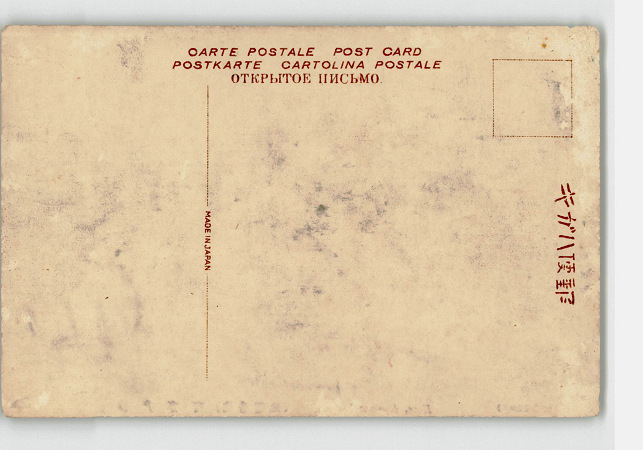 CARTE POSTALE POST CARD
POSTKARTE CARTOLINA POSTALE
ОТКРЫТОЕ ПИСЬМО.
MADE IN JAPAN
キガハ便郵